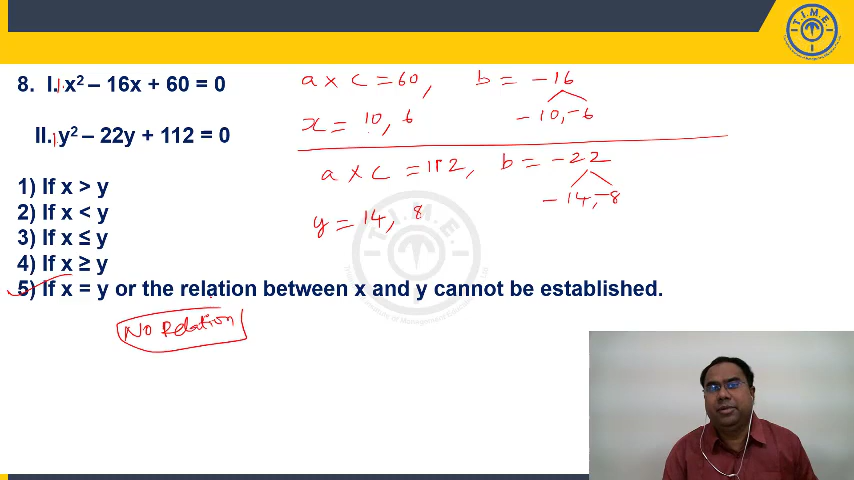 T.I.M.E.
8. I. 1x² – 16x + 60 = 0
a × c = 60, b = -16
-10, -6
x = 10, 6
II. 1y² – 22y + 112 = 0
a × c = 112, b = -22
-14, -8
y = 14, 8
1) If x > y
2) If x < y
3) If x ≤ y
4) If x ≥ y
5) If x = y or the relation between x and y cannot be established.
No Relation
T.I.M.E.